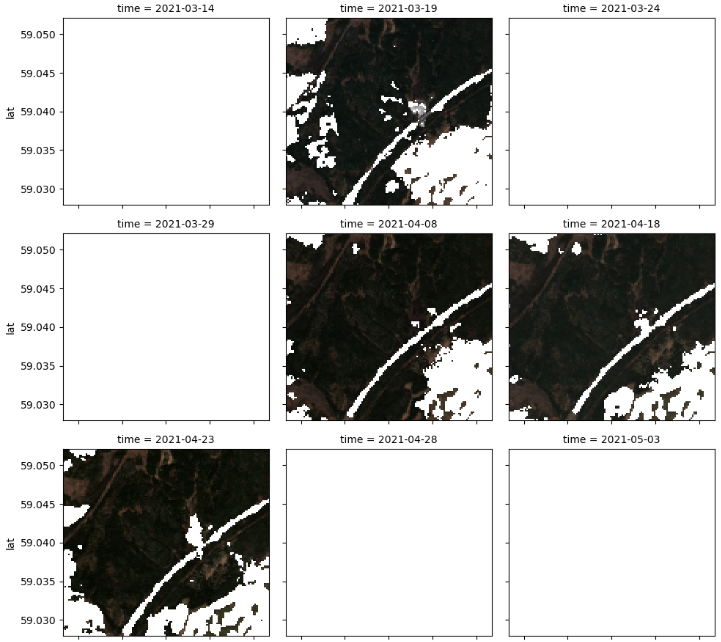 time = 2021-03-14
time = 2021-03-19
time = 2021-03-24
59.050
59.045
59.040
59.035
59.030
lat
time = 2021-03-29
time = 2021-04-08
time = 2021-04-18
59.050
59.045
59.040
59.035
59.030
lat
time = 2021-04-23
time = 2021-04-28
time = 2021-05-03
59.050
59.045
59.040
59.035
59.030
lat